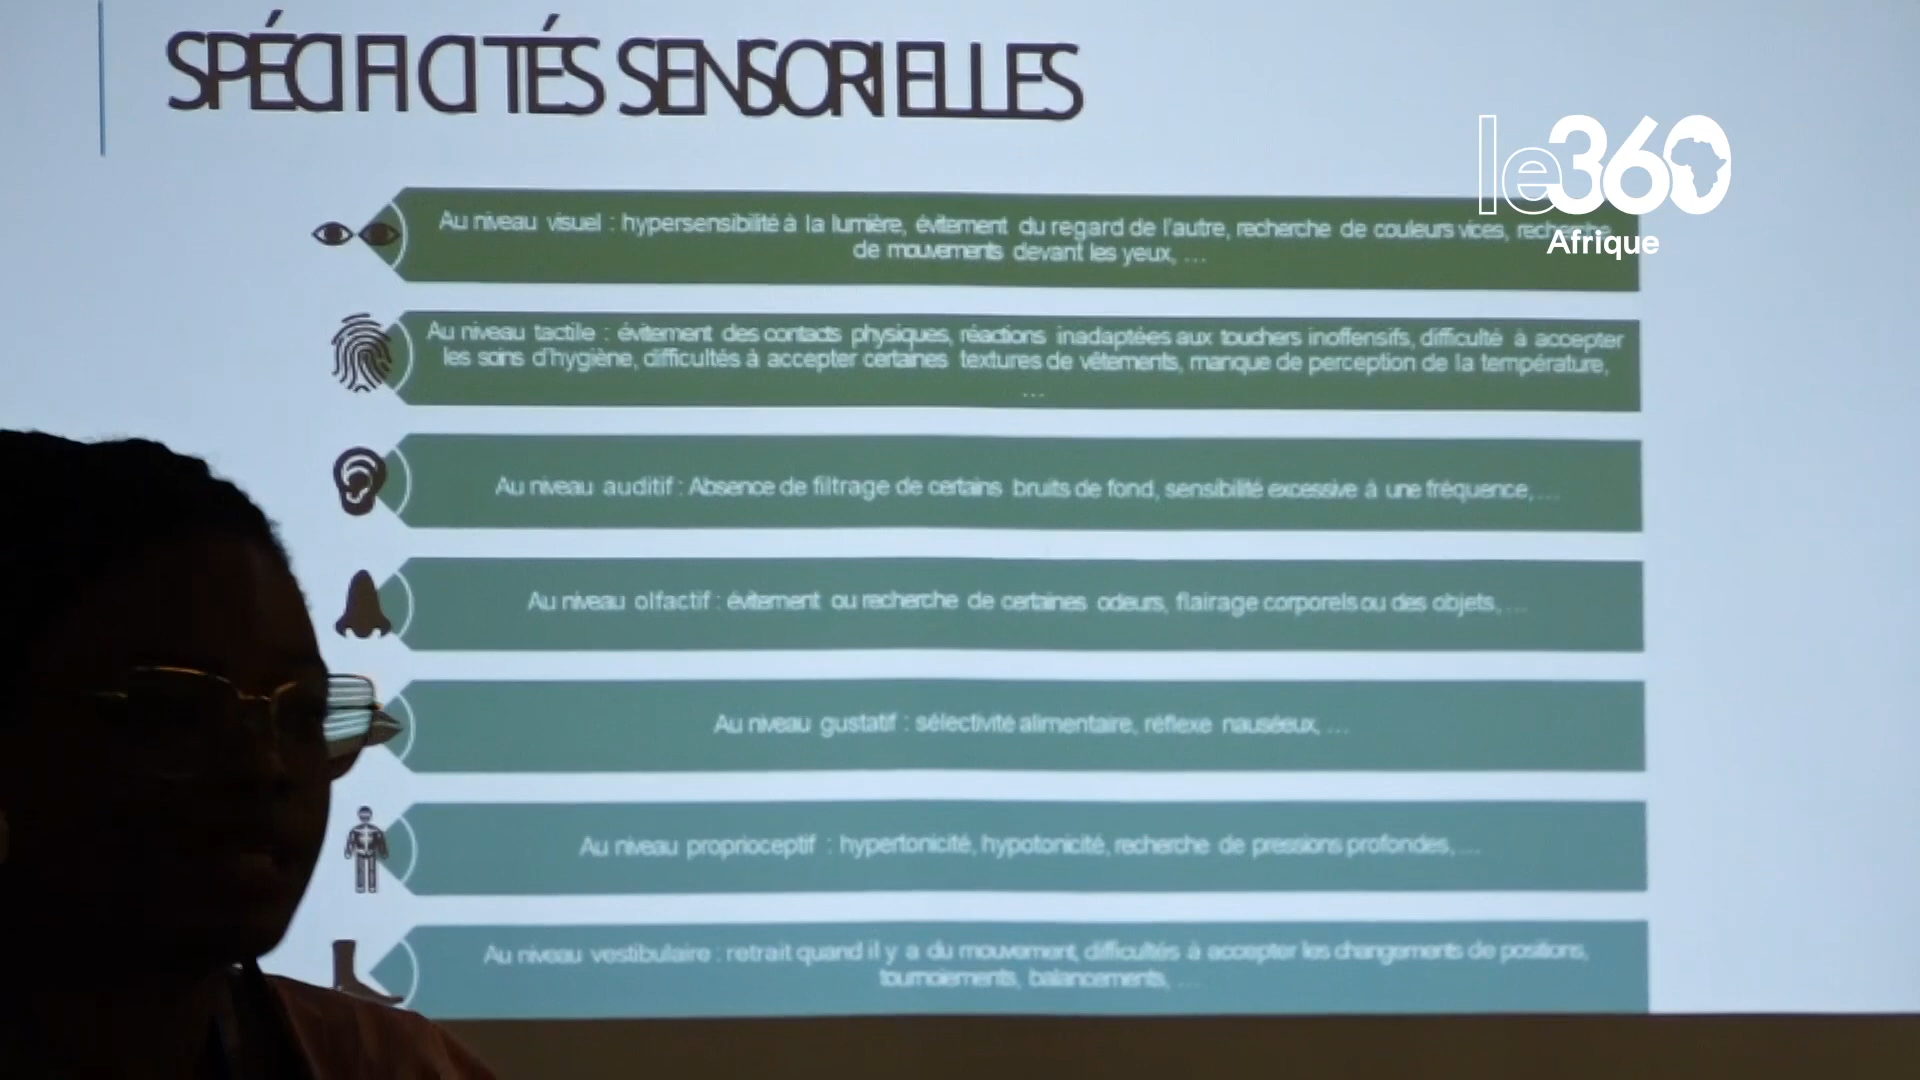 SPÉCIFICITÉS SENSORIELLES
le360
Afrique
Au niveau visuel : hypersensibilité à la lumière, évitement du regard de l'autre, recherche de couleurs vices, recherche
de mouvements devant les yeux, ...
Au niveau tactile : évitement des contacts physiques, réactions inadaptées aux touchers inoffensifs, difficulté à accepter
les soins d'hygiène, difficultés à accepter certaines textures de vêtements, manque de perception de la température,
...
Au niveau auditif : Absence de filtrage de certains bruits de fond, sensibilité excessive à une fréquence, ...
Au niveau olfactif : évitement ou recherche de certaines odeurs, flairage corporels ou des objets, ...
Au niveau gustatif : sélectivité alimentaire, réflexe nauséeux, ...
Au niveau proprioceptif : hypertonicité, hypotonicité, recherche de pressions profondes, ...
Au niveau vestibulaire : retrait quand il y a du mouvement, difficultés à accepter les changements de positions,
tournoiements, balancements, ...